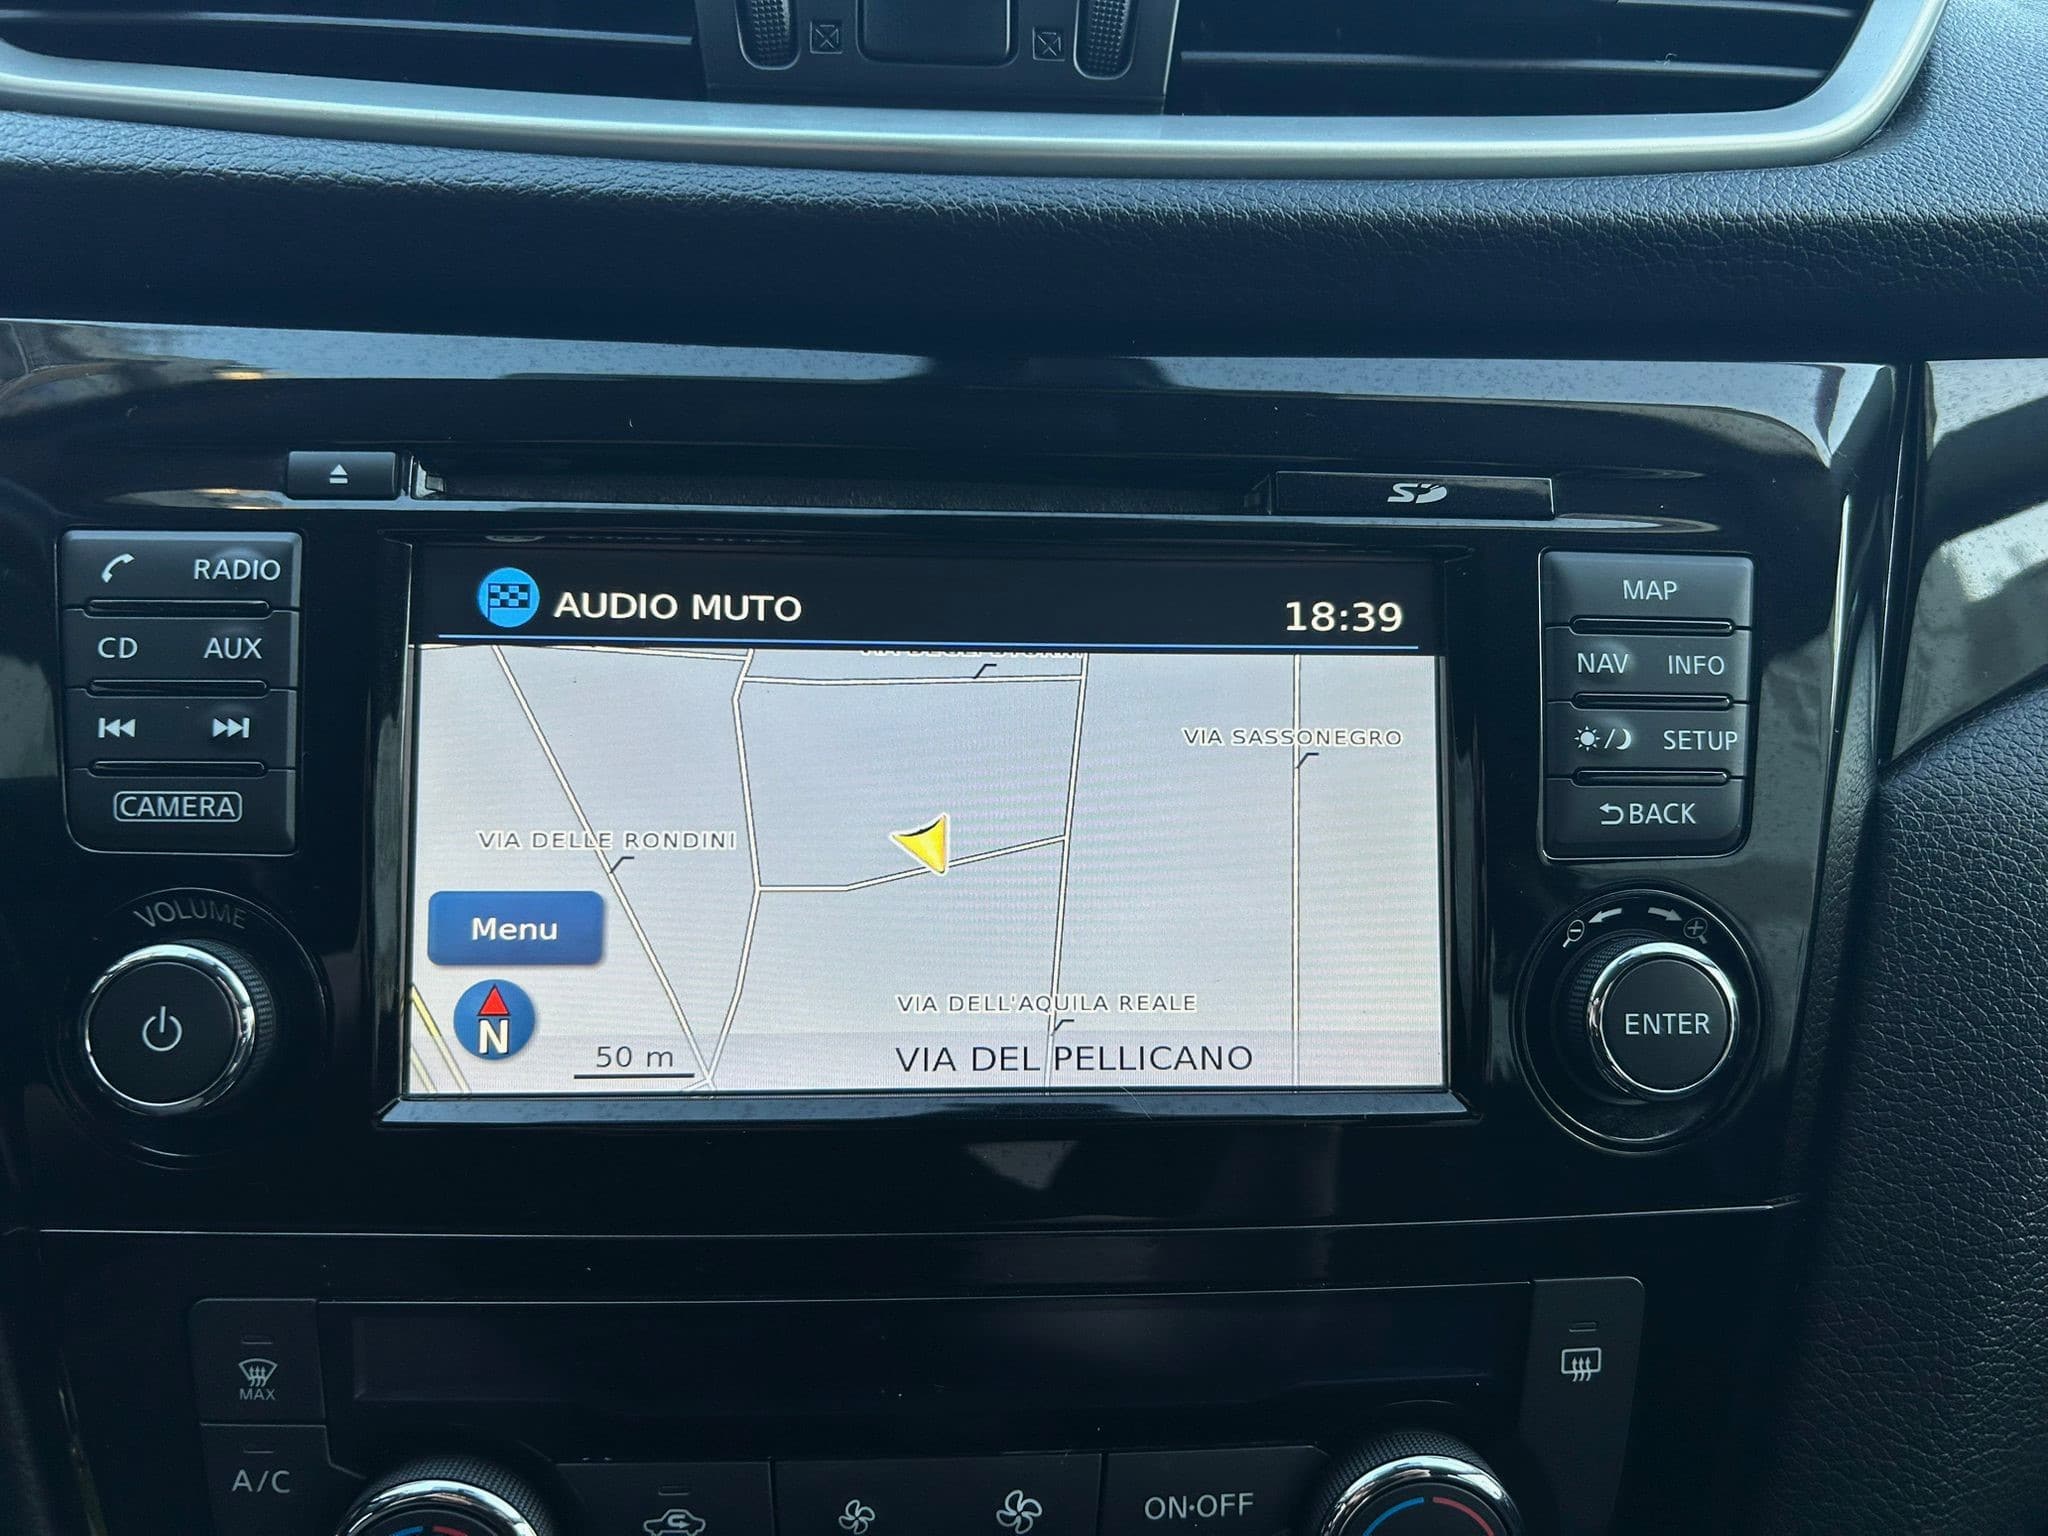 SD
RADIO
CD AUX
CAMERA
VOLUME
AUDIO MUTO
18:39
VIA SASSONEGRO
VIA DELLE RONDINI
Menu
N
50 m
VIA DELL'AQUILA REALE
VIA DEL PELLICANO
MAP
NAV INFO
SETUP
BACK
ENTER
MAX
A/C
ON·OFF